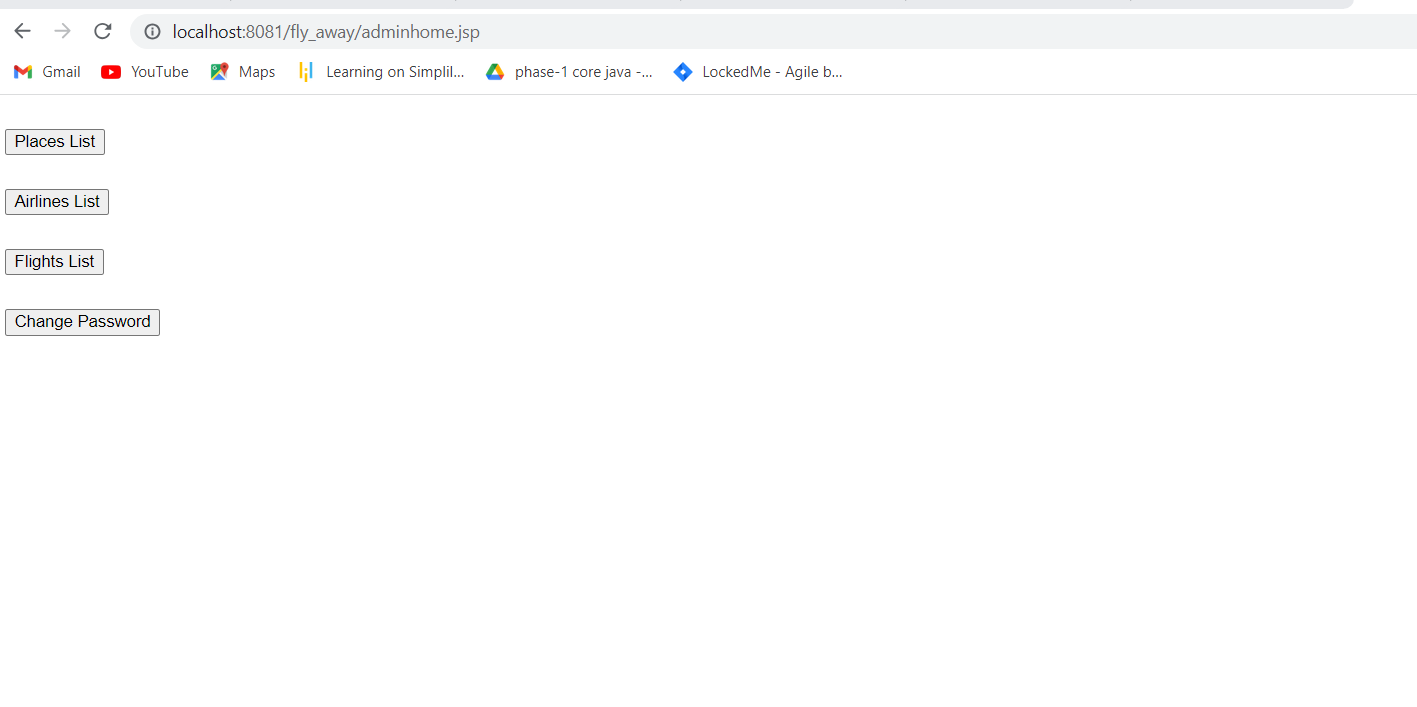 localhost:8081/fly_away/adminhome.jsp
Gmail YouTube Maps Learning on Simplil... phase-1 core java -... LockedMe - Agile b...
Places List
Airlines List
Flights List
Change Password